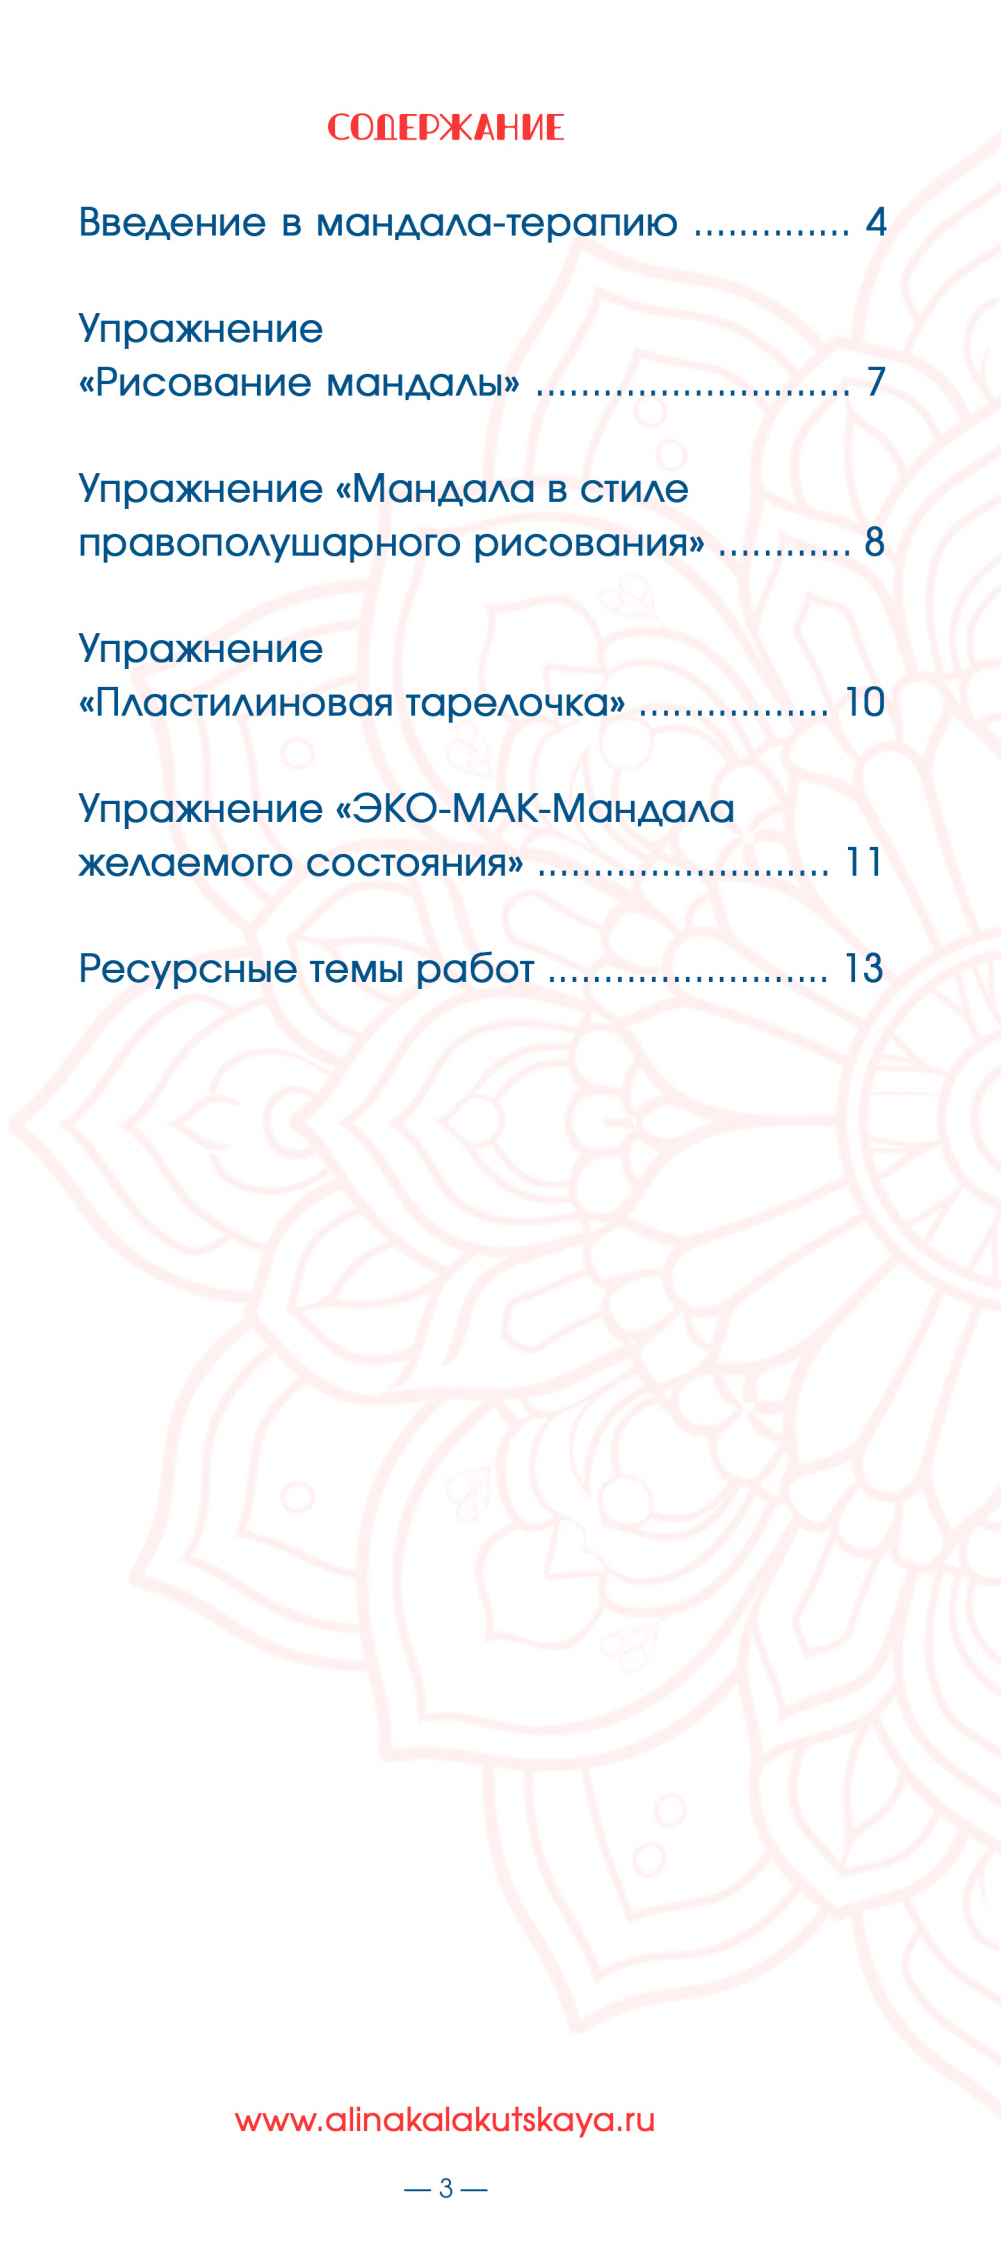 СОДЕРЖАНИЕ
Введение в мандала-терапию .............. 4
Упражнение
«Рисование мандалы» ............................ 7
Упражнение «Мандала в стиле
правополушарного рисования» ............ 8
Упражнение
«Пластилиновая тарелочка» ................. 10
Упражнение «ЭКО-МАК-Мандала
желаемого состояния» .......................... 11
Ресурсные темы работ ......................... 13
www.alinakalakutskaya.ru
— 3 —